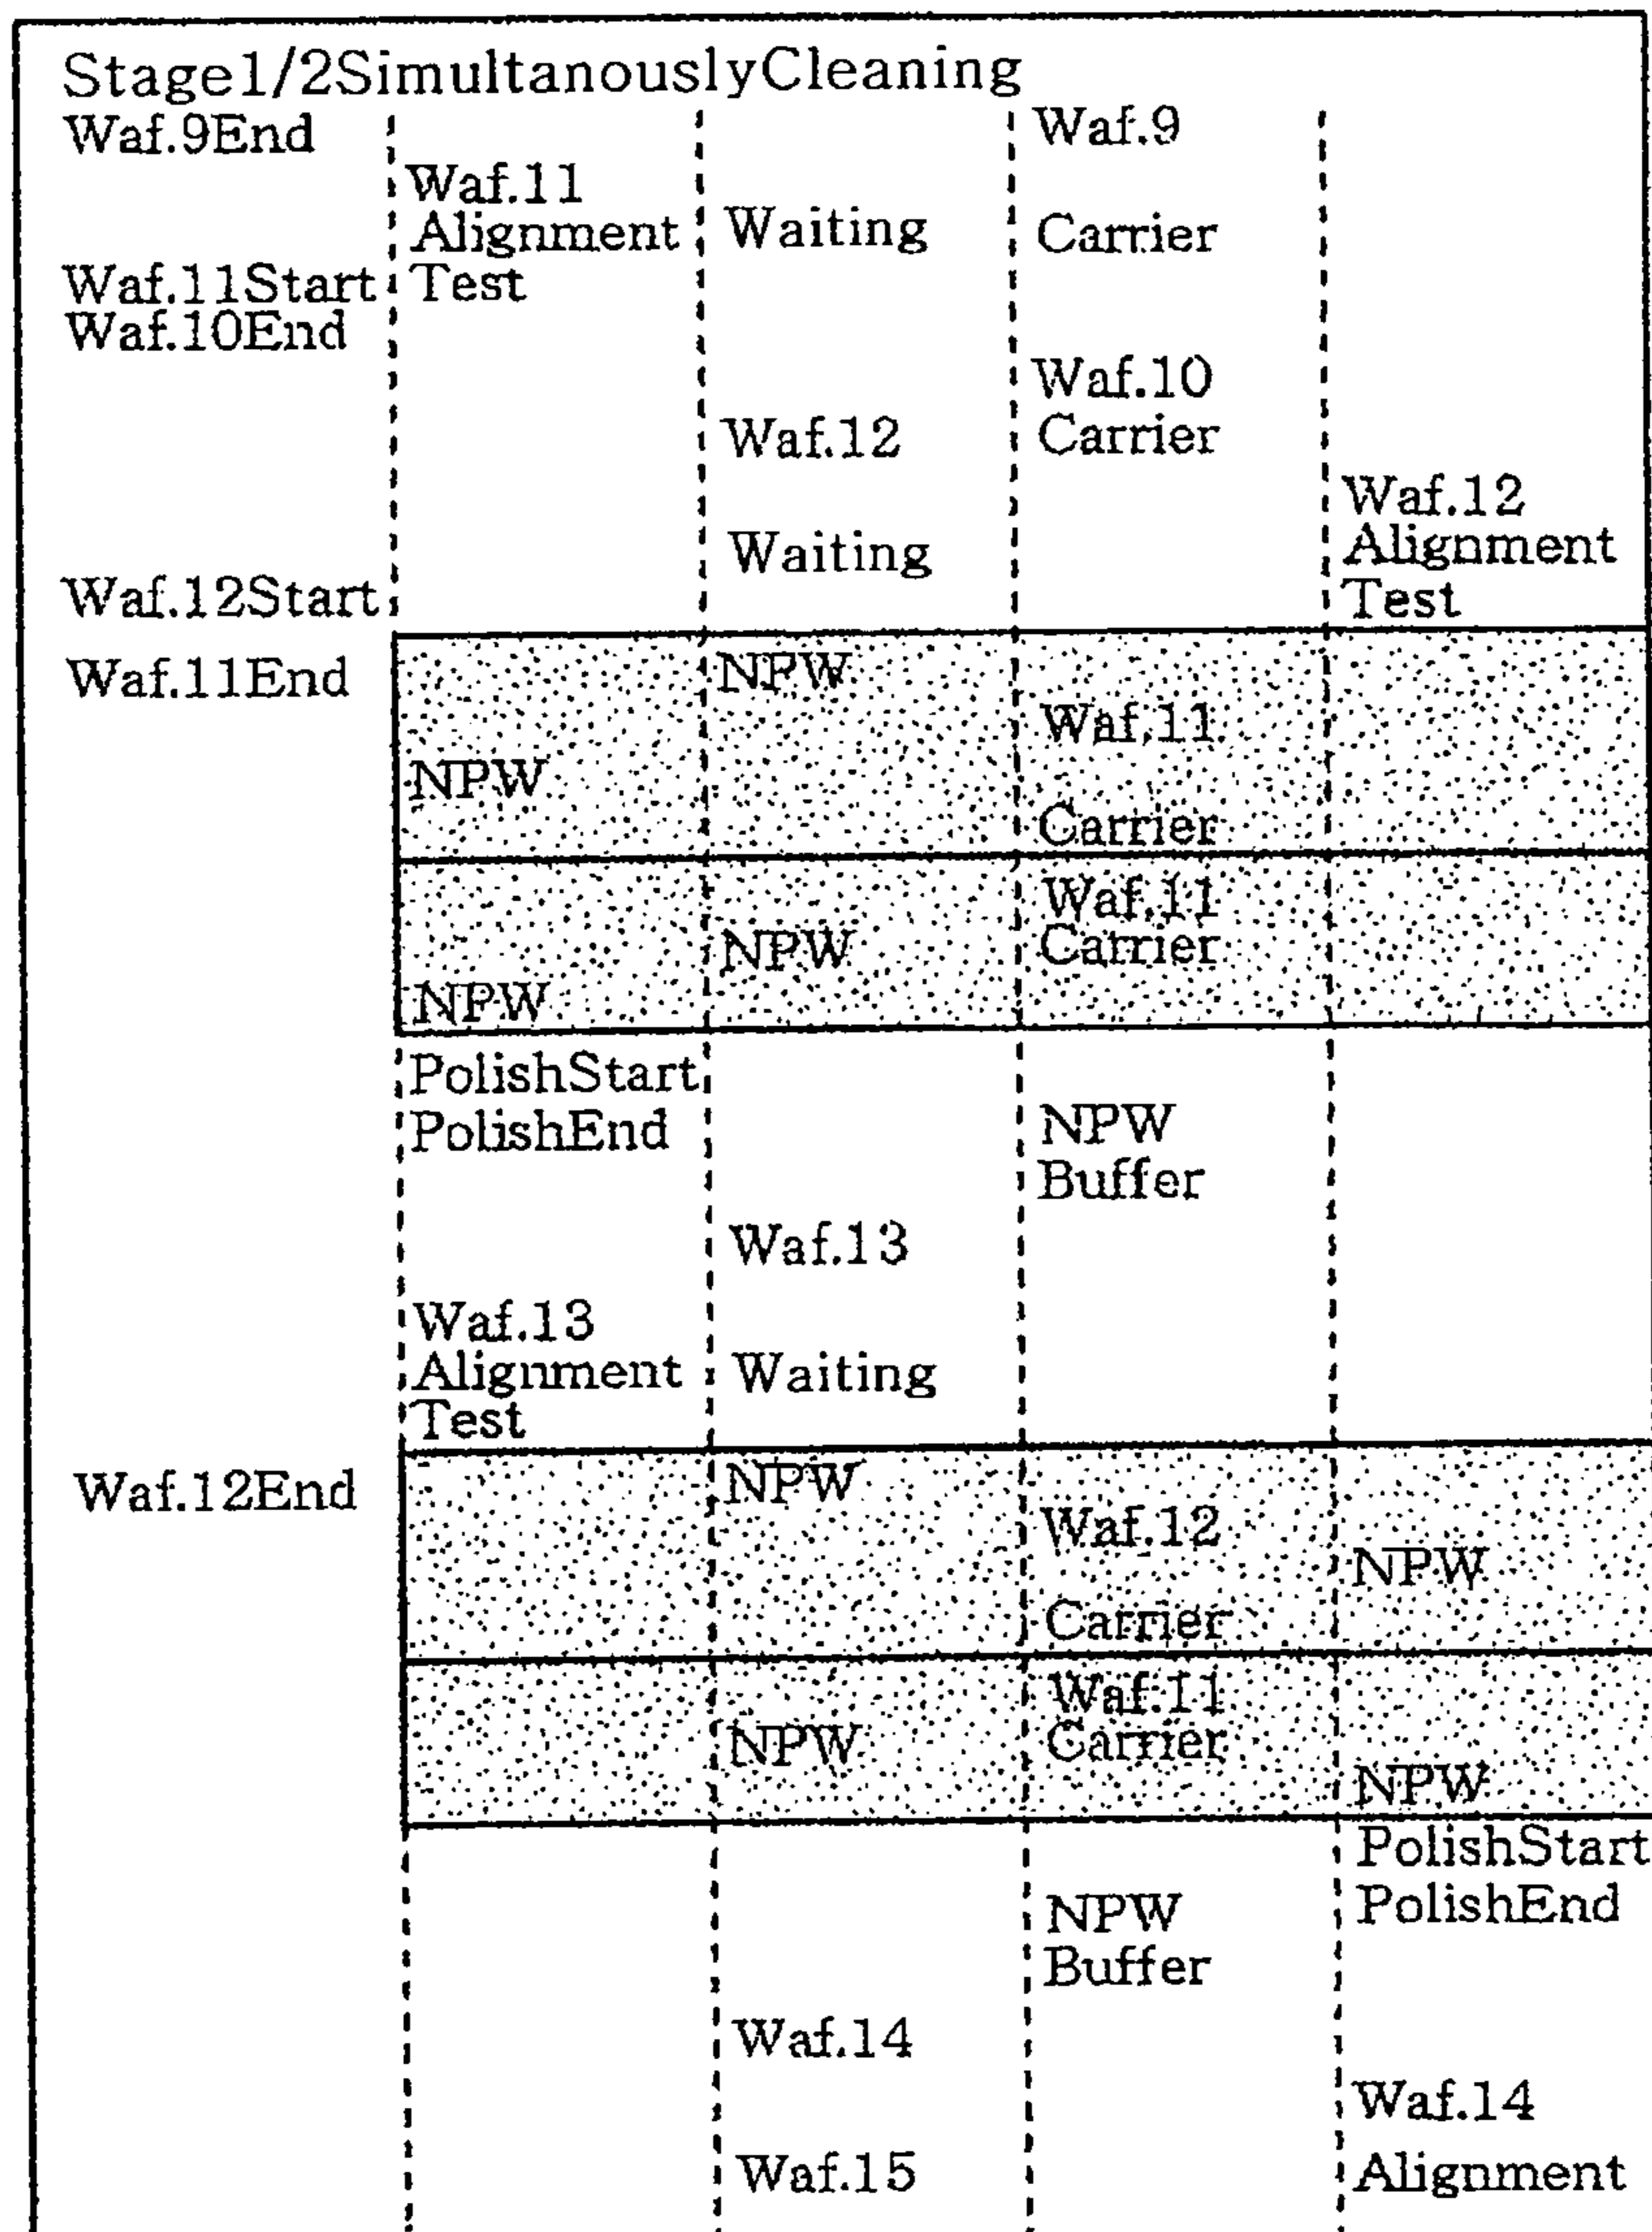 Stage1/2SimultanouslyCleaning
Waf.9End
Waf.9
Waf.11
Alignment
Waiting
Carrier
Waf.11Start
Test
Waf.10End
Waf.10
Waf.12
Carrier
Waf.12
Waiting
Alignment
Waf.12Start
Test
Waf.11End
NPW
Waf.11
NPW
Carrier
Waf.11
NPW
Carrier
NPW
PolishStart
PolishEnd
NPW
Buffer
Waf.13
Waf.13
Alignment
Waiting
Test
Waf.12End
NPW
Waf.12
NPW
Carrier
Waf.11
NPW
Carrier
NPW
PolishStart
NPW
PolishEnd
Buffer
Waf.14
Waf.14
Waf.15
Alignment